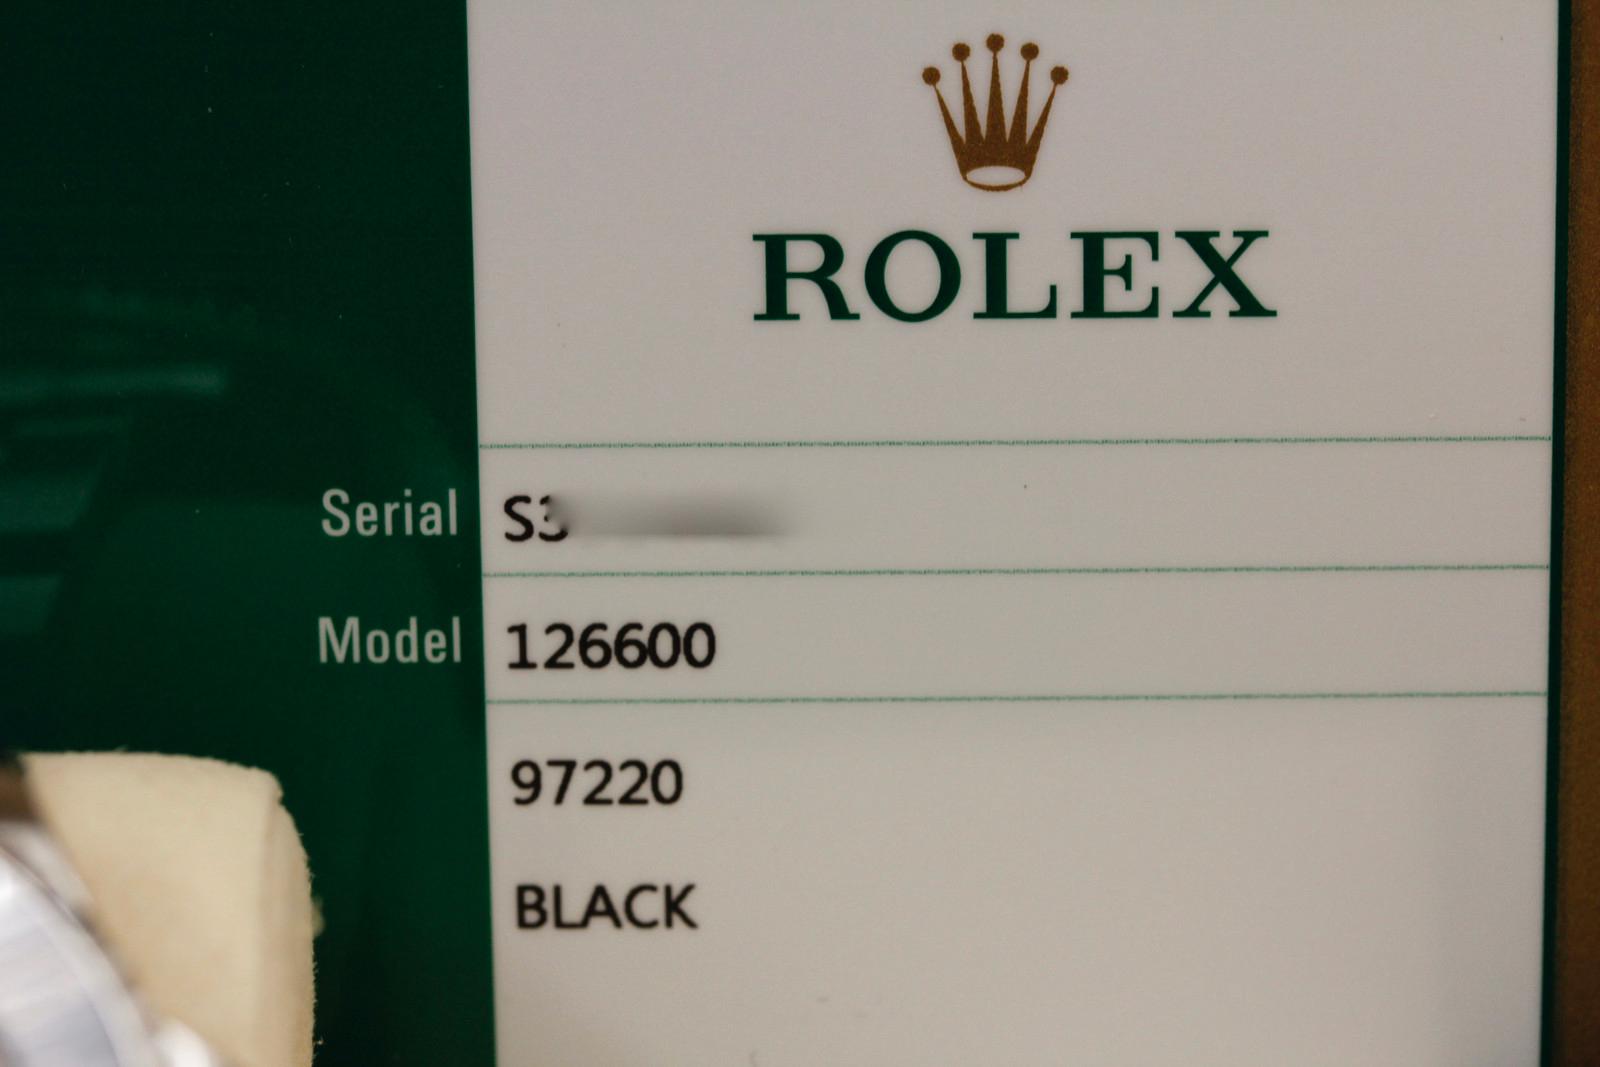 ROLEX
Serial S3
Model 126600
97220
BLACK